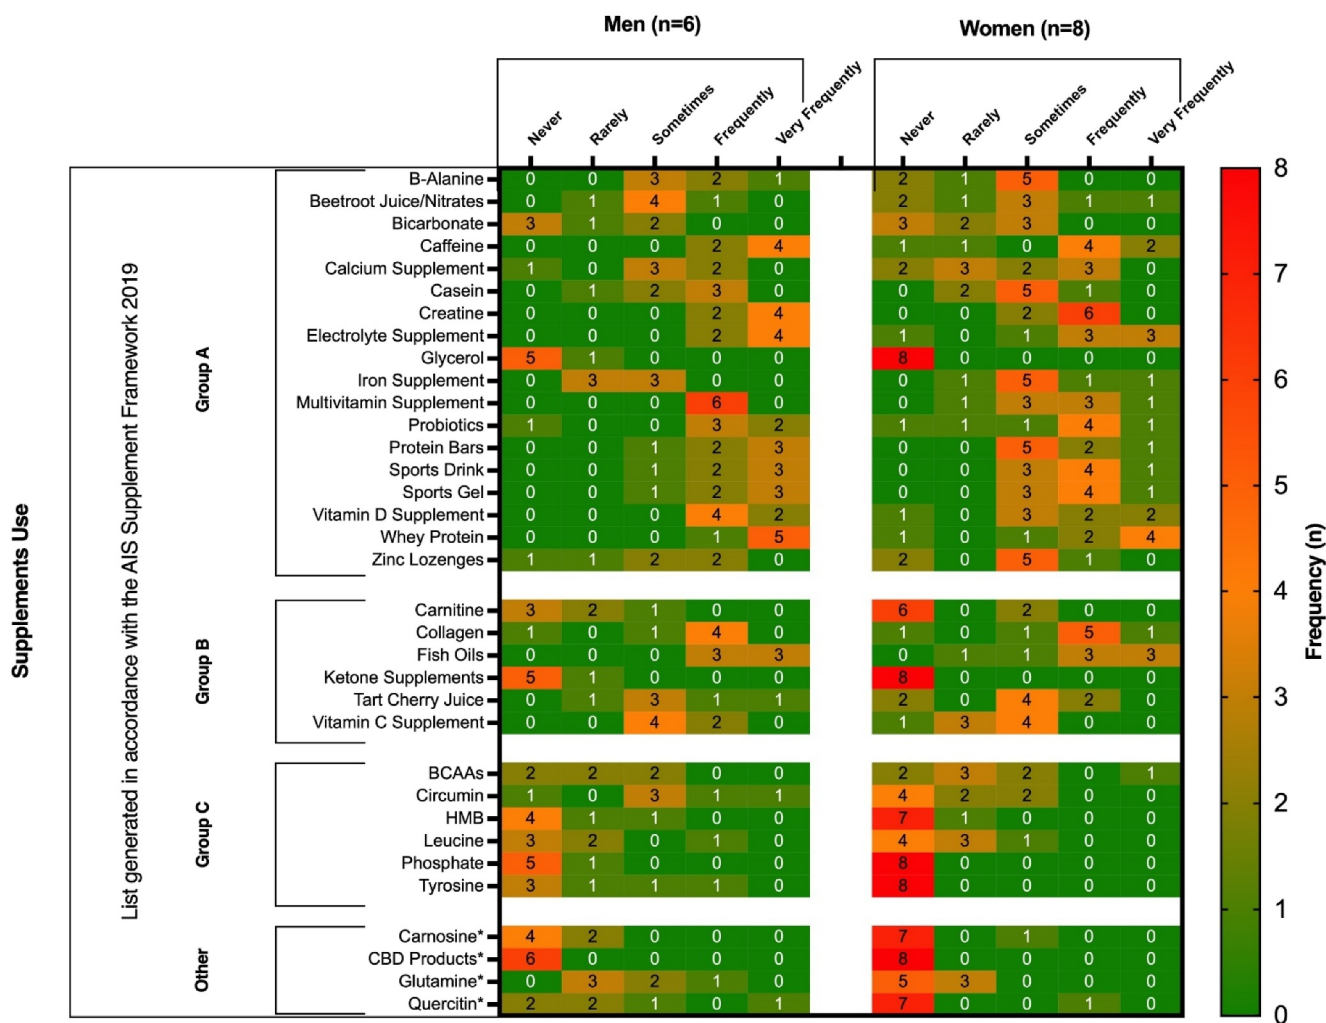 Men (n=6) Women (n=8)
Never Rarely Sometimes Frequently Very Frequently Never Rarely Sometimes Frequently Very Frequently
Supplements Use
List generated in accordance with the AIS Supplement Framework 2019
Group A
B-Alanine 0 0 3 2 1 2 1 5 0 0
Beetroot Juice/Nitrates 0 1 4 1 0 2 1 3 1 1
Bicarbonate 3 1 2 0 0 3 2 3 0 0
Caffeine 0 0 0 2 4 1 1 0 4 2
Calcium Supplement 1 0 3 2 0 2 3 2 3 0
Casein 0 1 2 3 0 0 2 5 1 0
Creatine 0 0 0 2 4 0 0 2 6 0
Electrolyte Supplement 0 0 0 2 4 1 0 1 3 3
Glycerol 5 1 0 0 0 8 0 0 0 0
Iron Supplement 0 3 3 0 0 0 1 5 1 1
Multivitamin Supplement 0 0 0 6 0 0 1 3 3 1
Probiotics 1 0 0 3 2 1 1 1 4 1
Protein Bars 0 0 1 2 3 0 0 5 2 1
Sports Drink 0 0 1 2 3 0 0 3 4 1
Sports Gel 0 0 1 2 3 0 0 3 4 1
Vitamin D Supplement 0 0 0 4 2 1 0 3 2 2
Whey Protein 0 0 0 1 5 1 0 1 2 4
Zinc Lozenges 1 1 2 2 0 2 0 5 1 0
Group B
Carnitine 3 2 1 0 0 6 0 2 0 0
Collagen 1 0 1 4 0 1 0 1 5 1
Fish Oils 0 0 0 3 3 0 1 1 3 3
Ketone Supplements 5 1 0 0 0 8 0 0 0 0
Tart Cherry Juice 0 1 3 1 1 2 0 4 2 0
Vitamin C Supplement 0 0 4 2 0 1 3 4 0 0
Group C
BCAAs 2 2 2 0 0 2 3 2 0 1
Circumin 1 0 3 1 1 4 2 2 0 0
HMB 4 1 1 0 0 7 1 0 0 0
Leucine 3 2 0 1 0 4 3 1 0 0
Phosphate 5 1 0 0 0 8 0 0 0 0
Tyrosine 3 1 1 1 0 8 0 0 0 0
Other
Carnosine* 4 2 0 0 0 7 0 1 0 0
CBD Products* 6 0 0 0 0 8 0 0 0 0
Glutamine* 0 3 2 1 0 5 3 0 0 0
Quercitin* 2 2 1 0 1 7 0 0 1 0
8
7
6
5
4
3
2
1
0
Frequency (n)